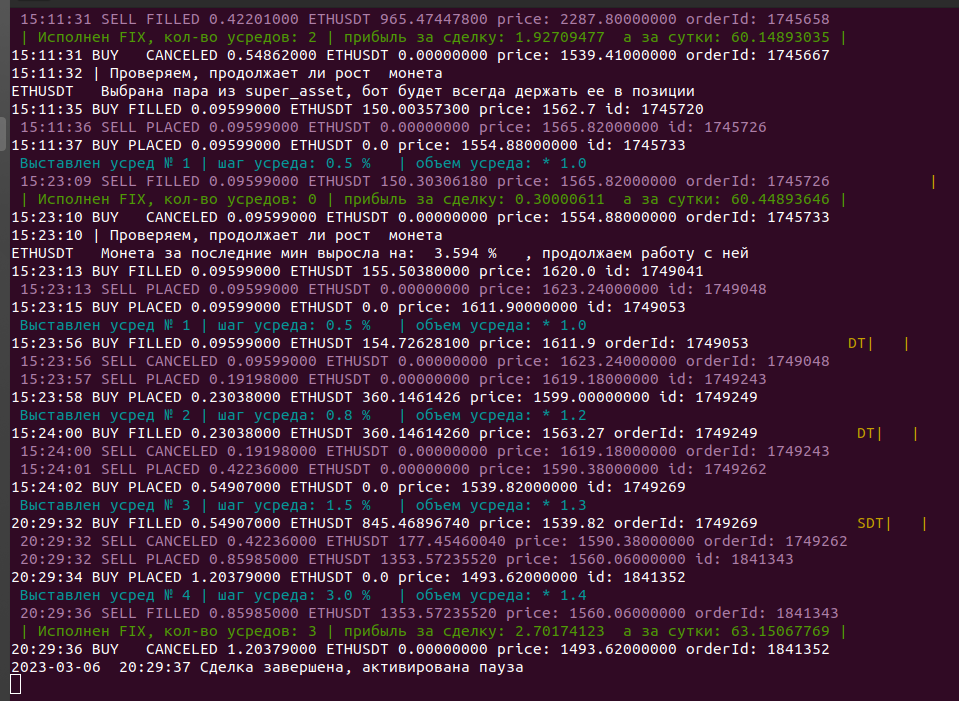 15:11:31 SELL FILLED 0.42201000 ETHUSDT 965.47447800 price: 2287.80000000 orderId: 1745658
| Исполнен FIX, кол-во усредов: 2 | прибыль за сделку: 1.92709477  а за сутки: 60.14893035 |
15:11:31 BUY   CANCELED 0.54862000 ETHUSDT 0.00000000 price: 1539.41000000 orderId: 1745667
15:11:32 | Проверяем, продолжает ли рост  монета
ETHUSDT   Выбрана пара из super_asset, бот будет всегда держать ее в позиции
15:11:35 BUY FILLED 0.09599000 ETHUSDT 150.00357300 price: 1562.7 id: 1745720
15:11:36 SELL PLACED 0.09599000 ETHUSDT 0.00000000 price: 1565.82000000 id: 1745726
15:11:37 BUY PLACED 0.09599000 ETHUSDT 0.0 price: 1554.88000000 id: 1745733
Выставлен усред № 1 | шаг усреда: 0.5 %   | объем усреда: * 1.0
15:23:09 SELL FILLED 0.09599000 ETHUSDT 150.30306180 price: 1565.82000000 orderId: 1745726           |
| Исполнен FIX, кол-во усредов: 0 | прибыль за сделку: 0.30000611  а за сутки: 60.44893646 |
15:23:10 BUY   CANCELED 0.09599000 ETHUSDT 0.00000000 price: 1554.88000000 orderId: 1745733
15:23:10 | Проверяем, продолжает ли рост  монета
ETHUSDT   Монета за последние мин выросла на:  3.594 %   , продолжаем работу с ней
15:23:13 BUY FILLED 0.09599000 ETHUSDT 155.50380000 price: 1620.0 id: 1749041
15:23:13 SELL PLACED 0.09599000 ETHUSDT 0.00000000 price: 1623.24000000 id: 1749048
15:23:15 BUY PLACED 0.09599000 ETHUSDT 0.0 price: 1611.90000000 id: 1749053
Выставлен усред № 1 | шаг усреда: 0.5 %   | объем усреда: * 1.0
15:23:56 BUY FILLED 0.09599000 ETHUSDT 154.72628100 price: 1611.9 orderId: 1749053           DT|   |
15:23:56 SELL CANCELED 0.09599000 ETHUSDT 0.00000000 price: 1623.24000000 orderId: 1749048
15:23:57 SELL PLACED 0.19198000 ETHUSDT 0.00000000 price: 1619.18000000 id: 1749243
15:23:58 BUY PLACED 0.23038000 ETHUSDT 360.1461426 price: 1599.00000000 id: 1749249
Выставлен усред № 2 | шаг усреда: 0.8 %   | объем усреда: * 1.2
15:24:00 BUY FILLED 0.23038000 ETHUSDT 360.14614260 price: 1563.27 orderId: 1749249           DT|   |
15:24:00 SELL CANCELED 0.19198000 ETHUSDT 0.00000000 price: 1619.18000000 orderId: 1749243
15:24:01 SELL PLACED 0.42236000 ETHUSDT 0.00000000 price: 1590.38000000 id: 1749262
15:24:02 BUY PLACED 0.54907000 ETHUSDT 0.0 price: 1539.82000000 id: 1749269
Выставлен усред № 3 | шаг усреда: 1.5 %   | объем усреда: * 1.3
20:29:32 BUY FILLED 0.54907000 ETHUSDT 845.46896740 price: 1539.82 orderId: 1749269           SDT|   |
20:29:32 SELL CANCELED 0.42236000 ETHUSDT 177.45460040 price: 1590.38000000 orderId: 1749262
20:29:32 SELL PLACED 0.85985000 ETHUSDT 1353.57235520 price: 1560.06000000 id: 1841343
20:29:34 BUY PLACED 1.20379000 ETHUSDT 0.0 price: 1493.62000000 id: 1841352
Выставлен усред № 4 | шаг усреда: 3.0 %   | объем усреда: * 1.4
20:29:36 SELL FILLED 0.85985000 ETHUSDT 1353.57235520 price: 1560.06000000 orderId: 1841343
| Исполнен FIX, кол-во усредов: 3 | прибыль за сделку: 2.70174123  а за сутки: 63.15067769 |
20:29:36 BUY   CANCELED 1.20379000 ETHUSDT 0.00000000 price: 1493.62000000 orderId: 1841352
2023-03-06  20:29:37 Сделка завершена, активирована пауза